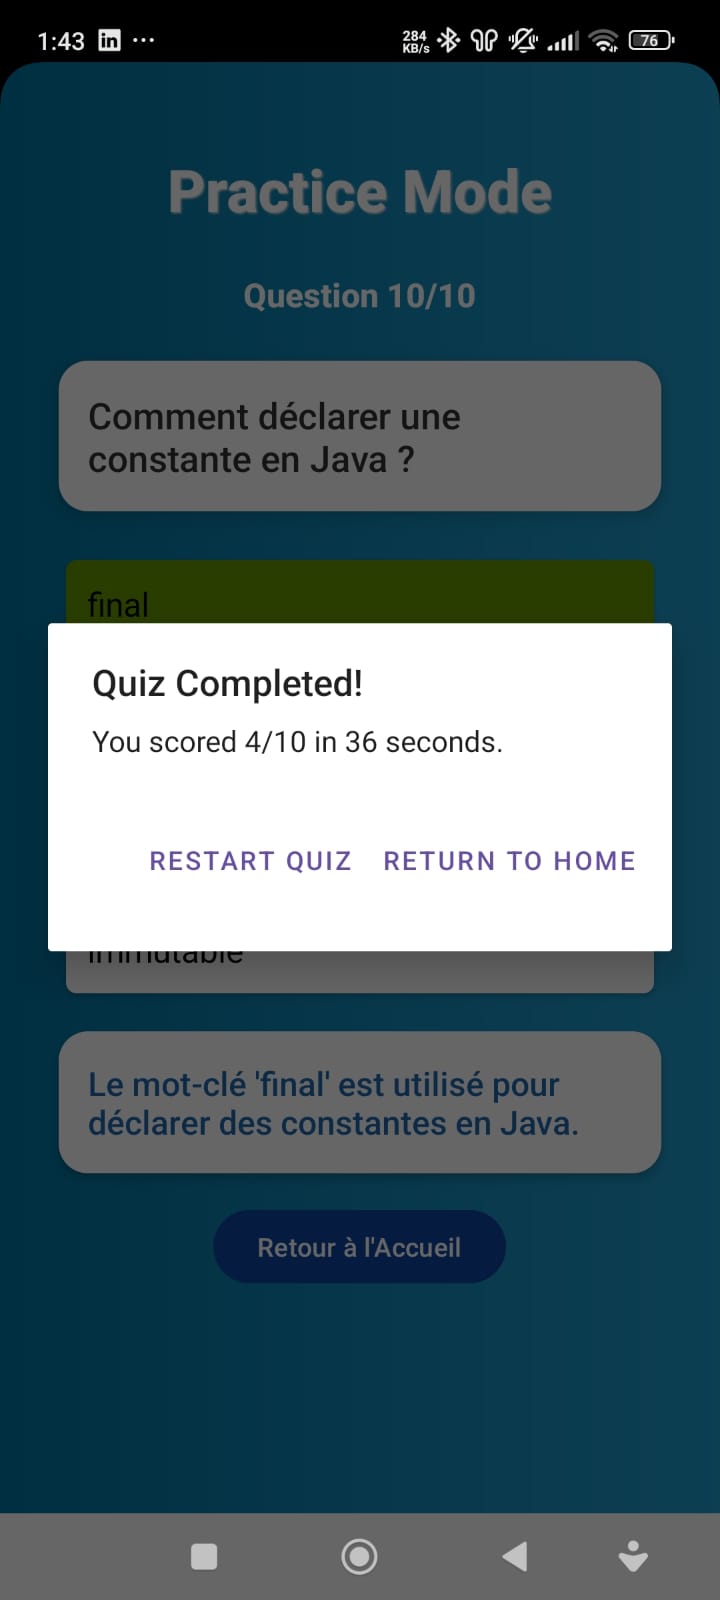 1:43
284
KB/s
76
Practice Mode
Question 10/10
Comment déclarer une
constante en Java ?
final
Quiz Completed!
You scored 4/10 in 36 seconds.
RESTART QUIZ RETURN TO HOME
immutable
Le mot-clé 'final' est utilisé pour
déclarer des constantes en Java.
Retour à l'Accueil